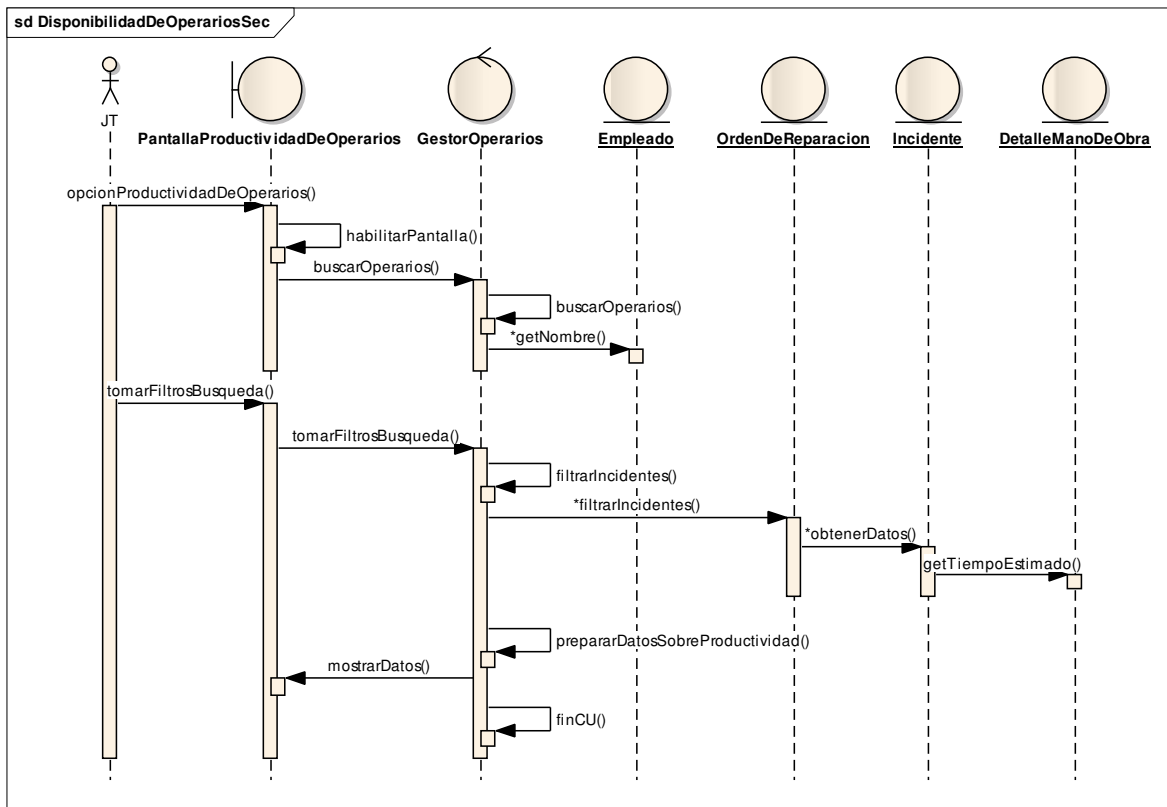 sd DisponibilidadDeOperariosSec
JT
PantallaProductividadDeOperarios
GestorOperarios
Empleado
OrdenDeReparacion
Incidente
DetalleManoDeObra
opcionProductividadDeOperarios()
habilitarPantalla()
buscarOperarios()
buscarOperarios()
*getNombre()
tomarFiltrosBusqueda()
tomarFiltrosBusqueda()
filtrarIncidentes()
*filtrarIncidentes()
*obtenerDatos()
getTiempoEstimado()
prepararDatosSobreProductividad()
mostrarDatos()
finCU()